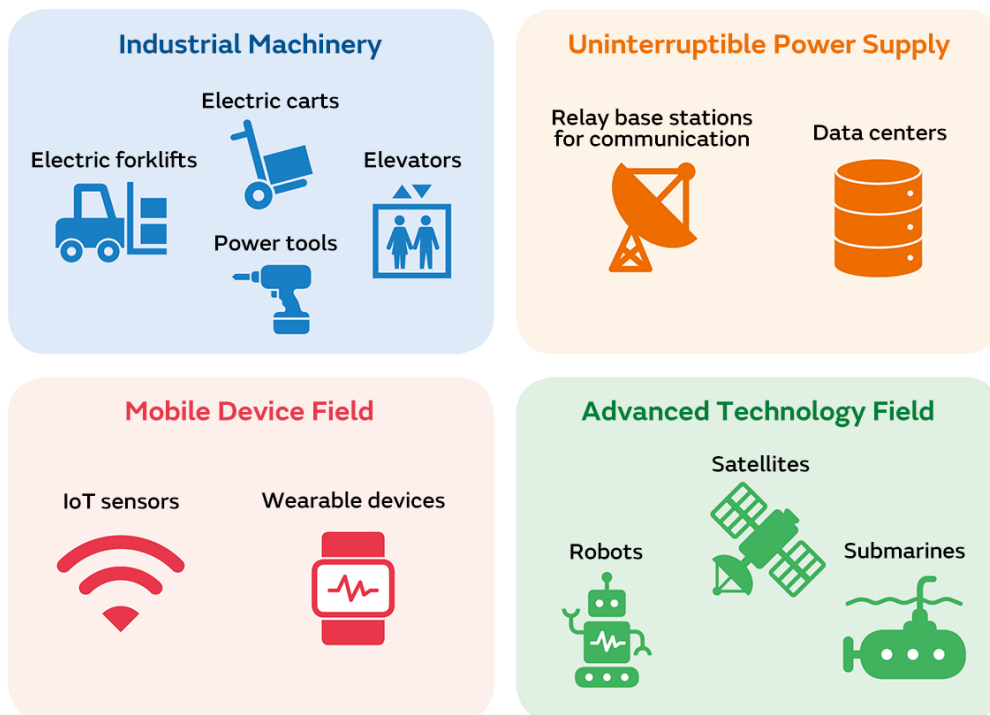 Industrial Machinery
Electric carts
Electric forklifts
Elevators
Power tools
Uninterruptible Power Supply
Relay base stations
for communication
Data centers
Mobile Device Field
IoT sensors
Wearable devices
Advanced Technology Field
Satellites
Robots
Submarines